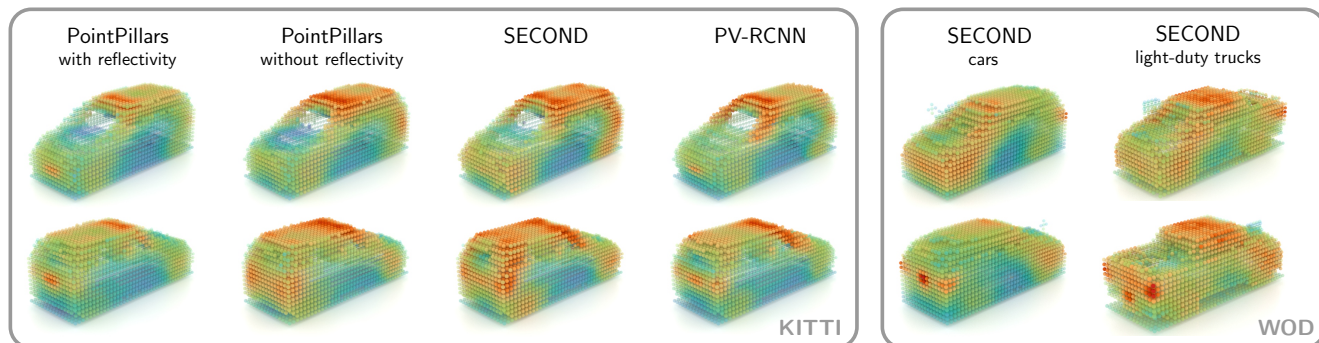 PointPillars
with reflectivity
PointPillars
without reflectivity
SECOND
PV-RCNN
KITTI
SECOND
cars
SECOND
light-duty trucks
WOD